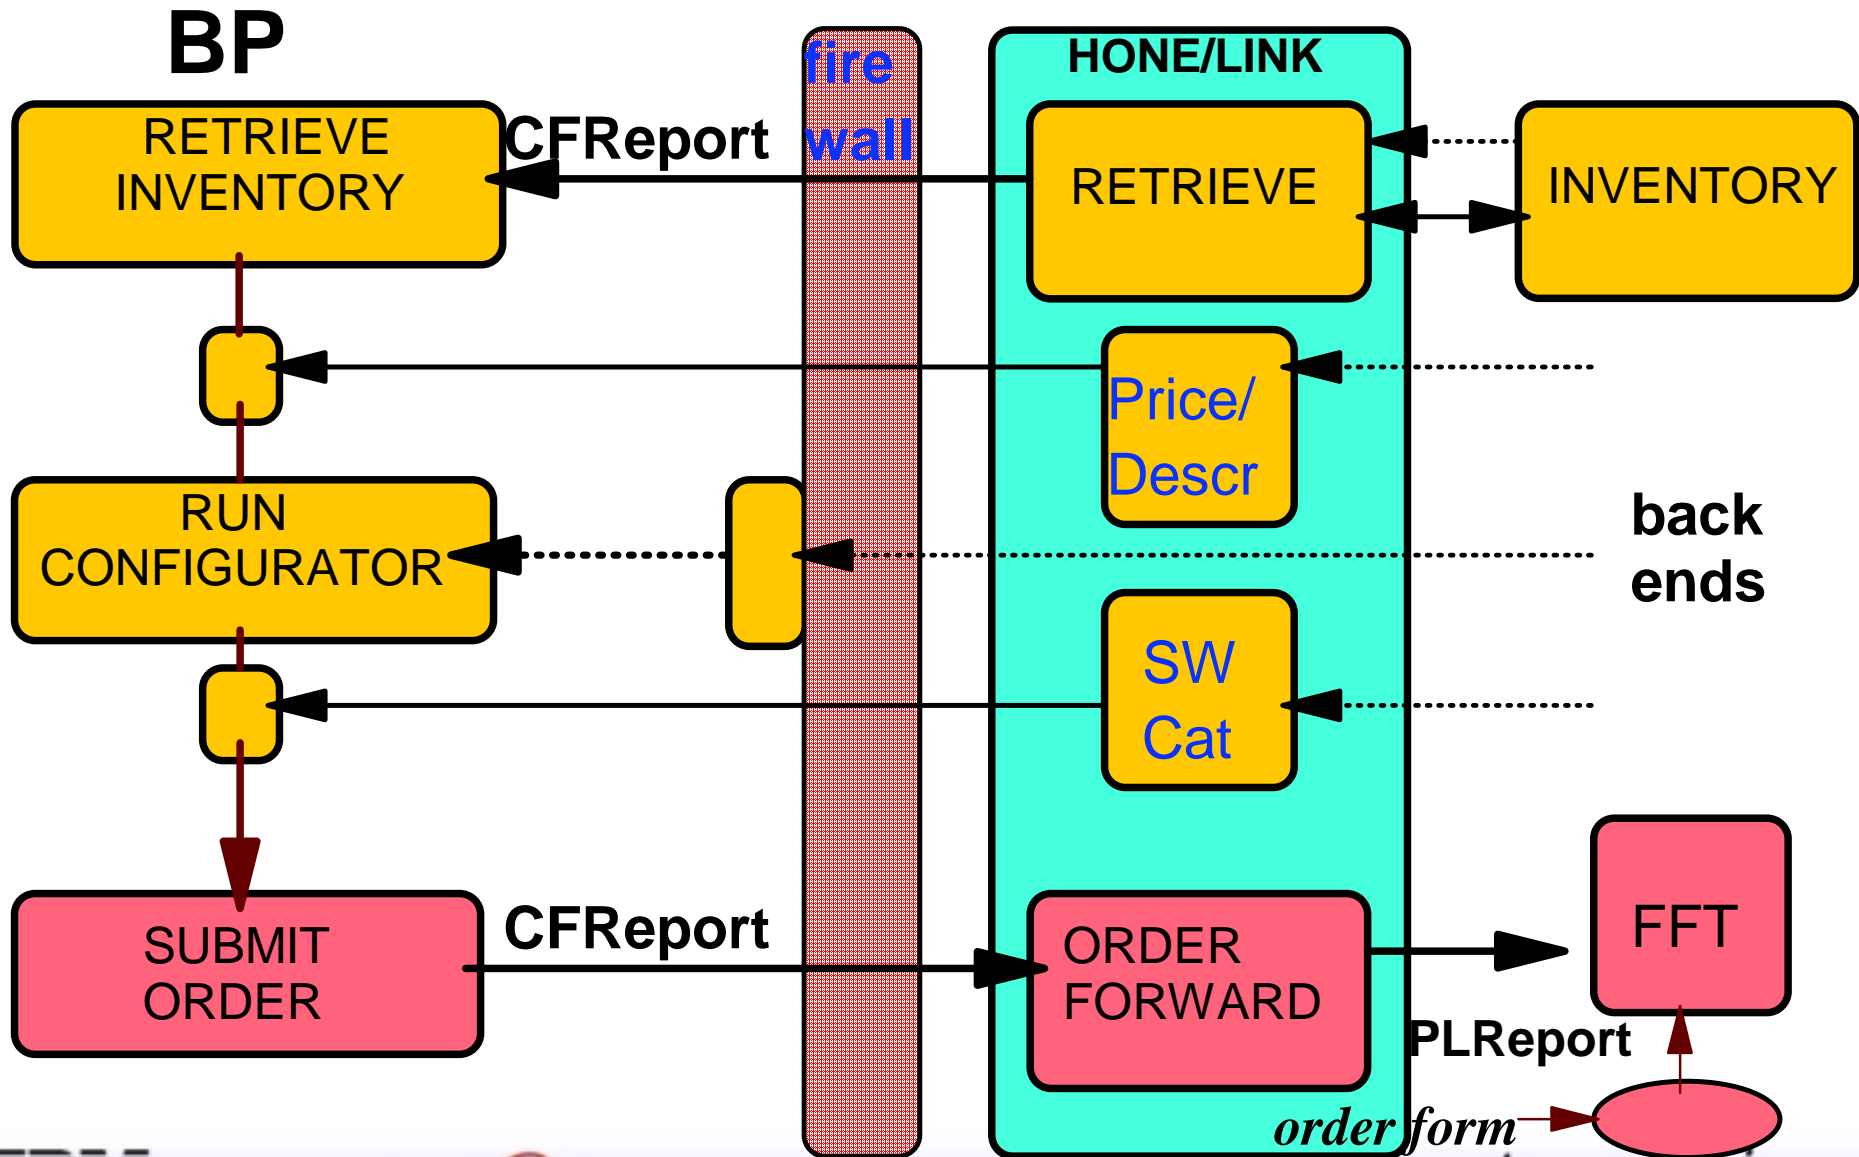 BP
fire
wall
HONE/LINK
RETRIEVE
INVENTORY
CFReport
RETRIEVE
INVENTORY
Price/
Descr
RUN
CONFIGURATOR
back
ends
SW
Cat
SUBMIT
ORDER
CFReport
ORDER
FORWARD
FFT
PLReport
order form